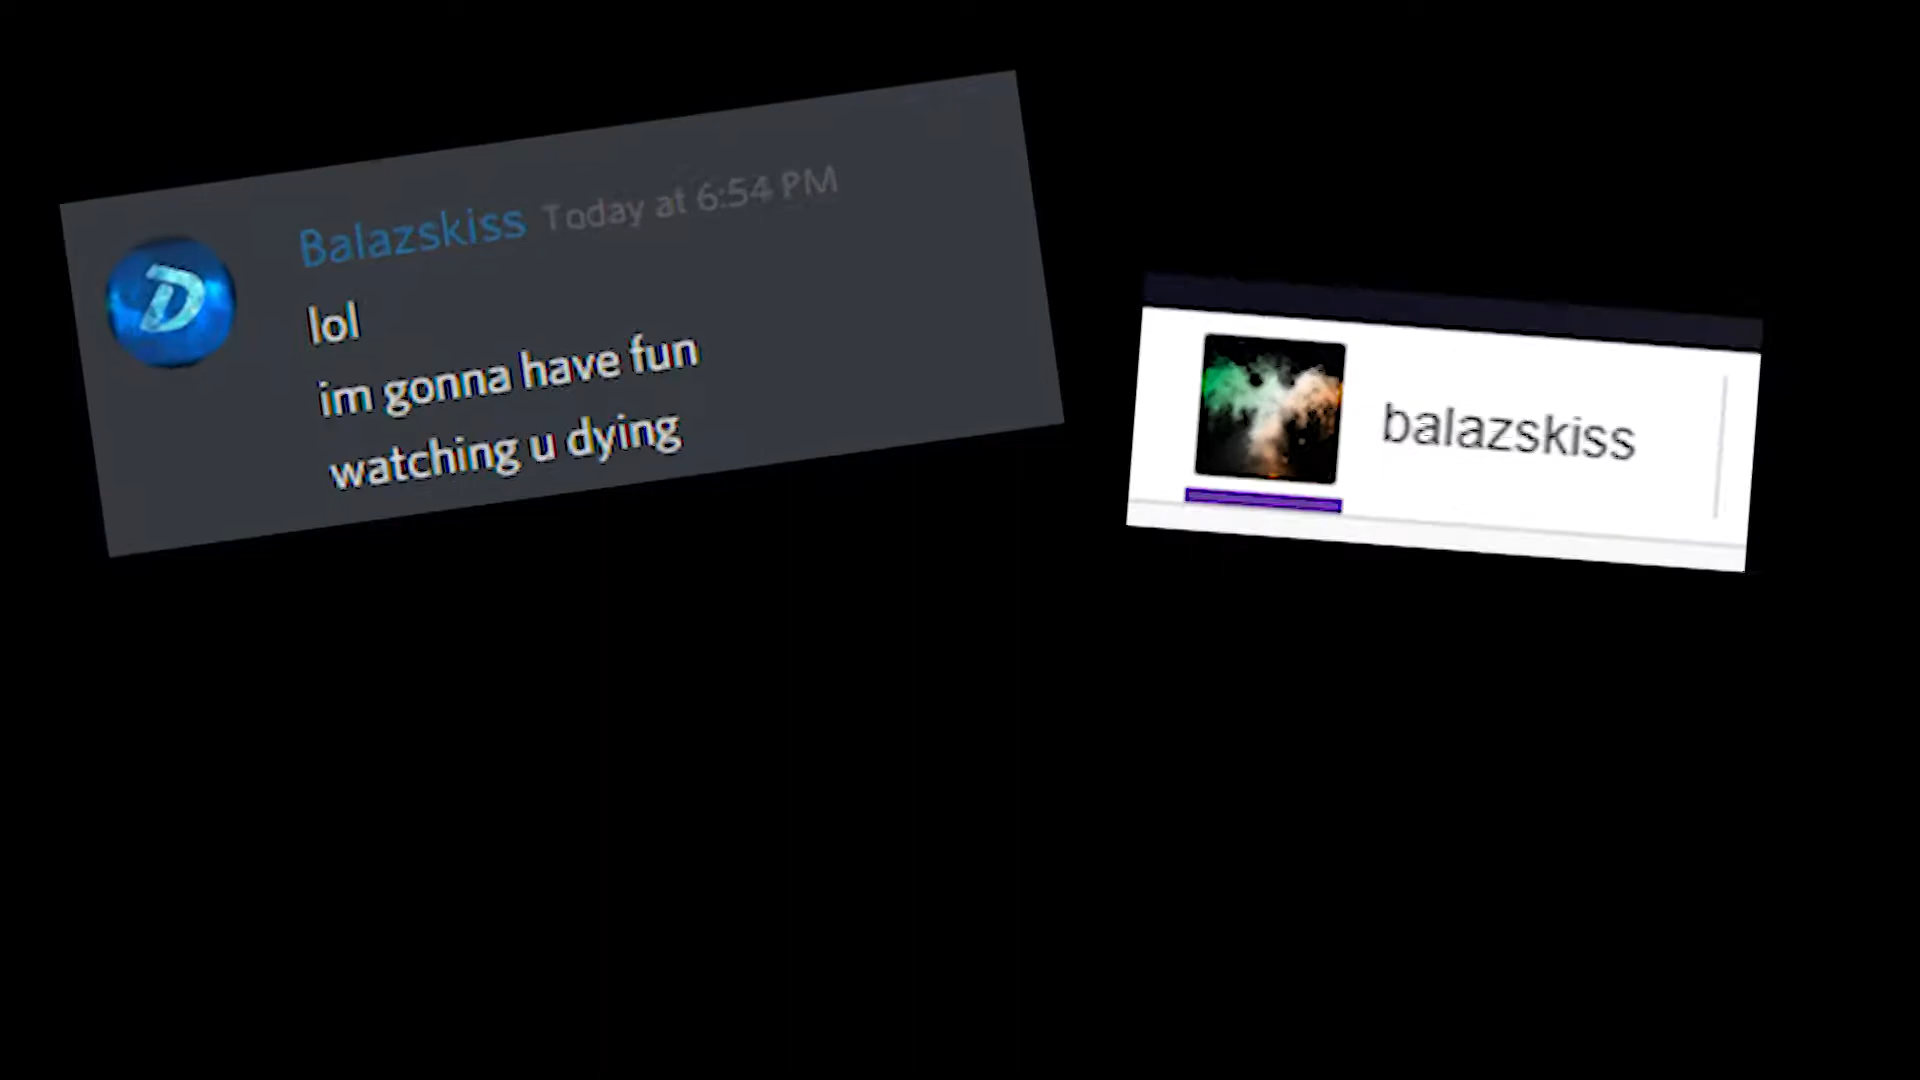 Balazskiss Today at 6:54 PM
lol
im gonna have fun
watching u dying
D
balazskiss